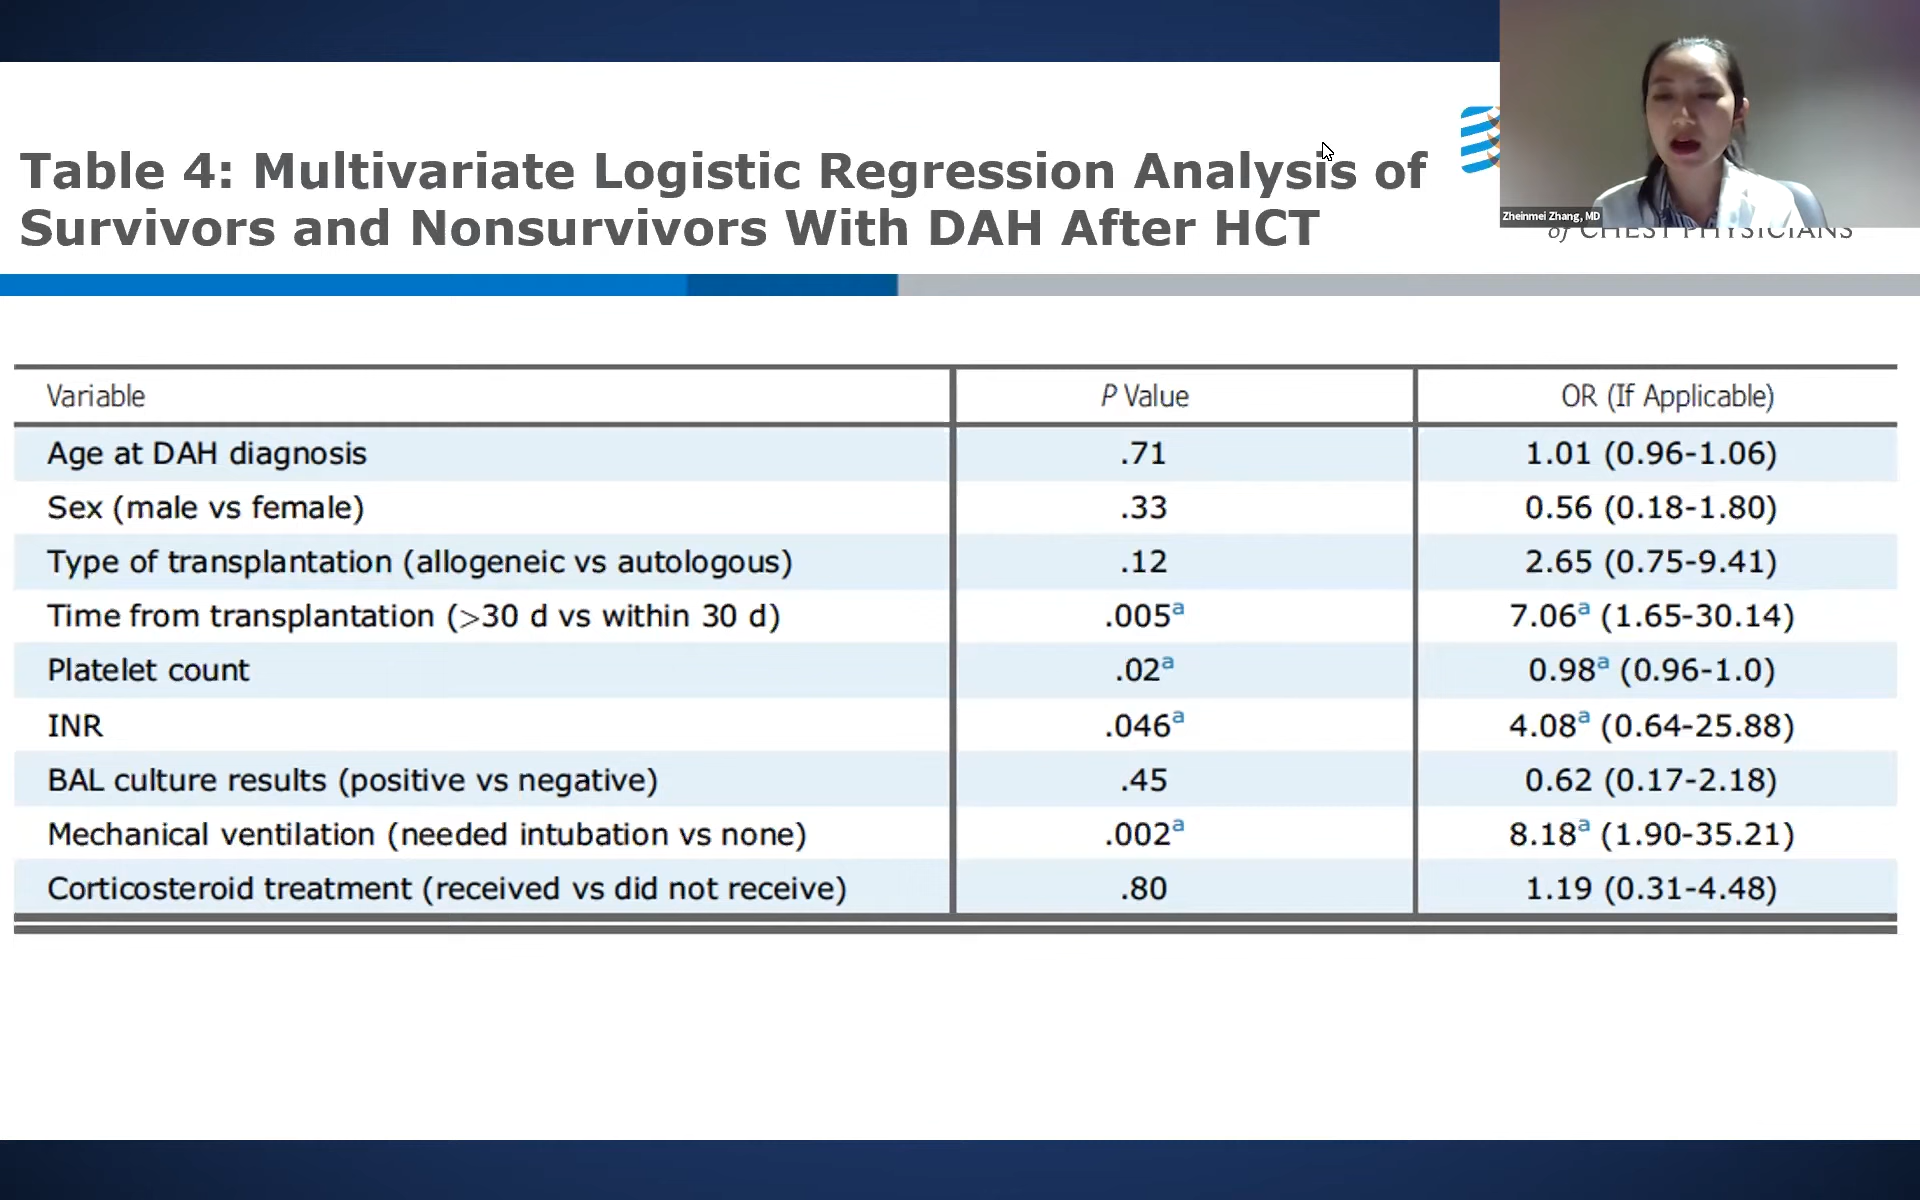 Table 4: Multivariate Logistic Regression Analysis of
Survivors and Nonsurvivors With DAH After HCT
Zheinmei Zhang, MD
of CHEST PHYSICIANS
Variable P Value OR (If Applicable)
Age at DAH diagnosis .71 1.01 (0.96-1.06)
Sex (male vs female) .33 0.56 (0.18-1.80)
Type of transplantation (allogeneic vs autologous) .12 2.65 (0.75-9.41)
Time from transplantation (>30 d vs within 30 d) .005ᵃ 7.06ᵃ (1.65-30.14)
Platelet count .02ᵃ 0.98ᵃ (0.96-1.0)
INR .046ᵃ 4.08ᵃ (0.64-25.88)
BAL culture results (positive vs negative) .45 0.62 (0.17-2.18)
Mechanical ventilation (needed intubation vs none) .002ᵃ 8.18ᵃ (1.90-35.21)
Corticosteroid treatment (received vs did not receive) .80 1.19 (0.31-4.48)